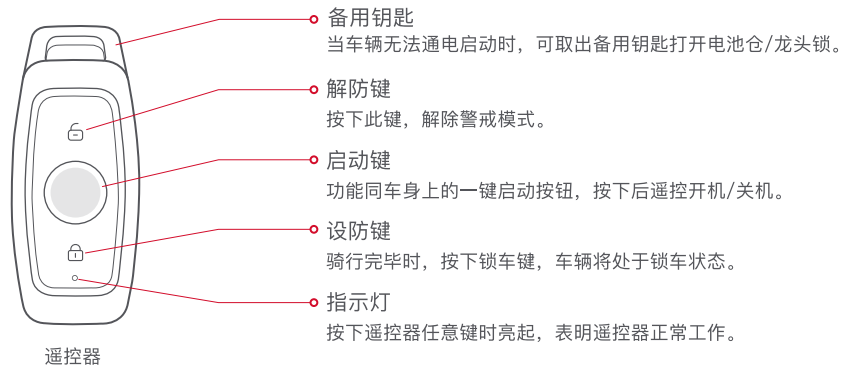 备用钥匙
当车辆无法通电启动时，可取出备用钥匙打开电池仓/龙头锁。
解防键
按下此键，解除警戒模式。
启动键
功能同车身上的一键启动按钮，按下后遥控开机/关机。
设防键
骑行完毕时，按下锁车键，车辆将处于锁车状态。
指示灯
按下遥控器任意键时亮起，表明遥控器正常工作。
遥控器